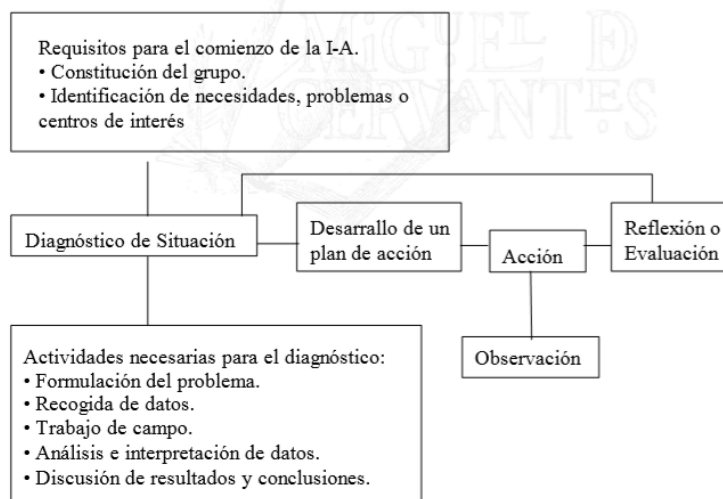 MiGUEL D
CERVANTES
Requisitos para el comienzo de la I-A.
• Constitución del grupo.
• Identificación de necesidades, problemas o
centros de interés
Diagnóstico de Situación
Desarrollo de un
plan de acción
Acción
Reflexión o
Evaluación
Observación
Actividades necesarias para el diagnóstico:
• Formulación del problema.
• Recogida de datos.
• Trabajo de campo.
• Análisis e interpretación de datos.
• Discusión de resultados y conclusiones.